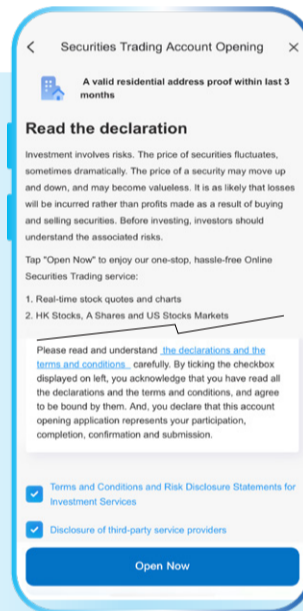 Securities Trading Account Opening
A valid residential address proof within last 3
months
Read the declaration
Investment involves risks. The price of securities fluctuates,
sometimes dramatically. The price of a security may move up
and down, and may become valueless. It is as likely that losses
will be incurred rather than profits made as a result of buying
and selling securities. Before investing, investors should
understand the associated risks.
Tap "Open Now" to enjoy our one-stop, hassle-free Online
Securities Trading service:
1. Real-time stock quotes and charts
2. HK Stocks, A Shares and US Stocks Markets
Please read and understand the declarations and the
terms and conditions carefully. By ticking the checkbox
displayed on left, you acknowledge that you have read all
the declarations and the terms and conditions, and agree
to be bound by them. And, you declare that this account
opening application represents your participation,
completion, confirmation and submission.
Terms and Conditions and Risk Disclosure Statements for
Investment Services
Disclosure of third-party service providers
Open Now